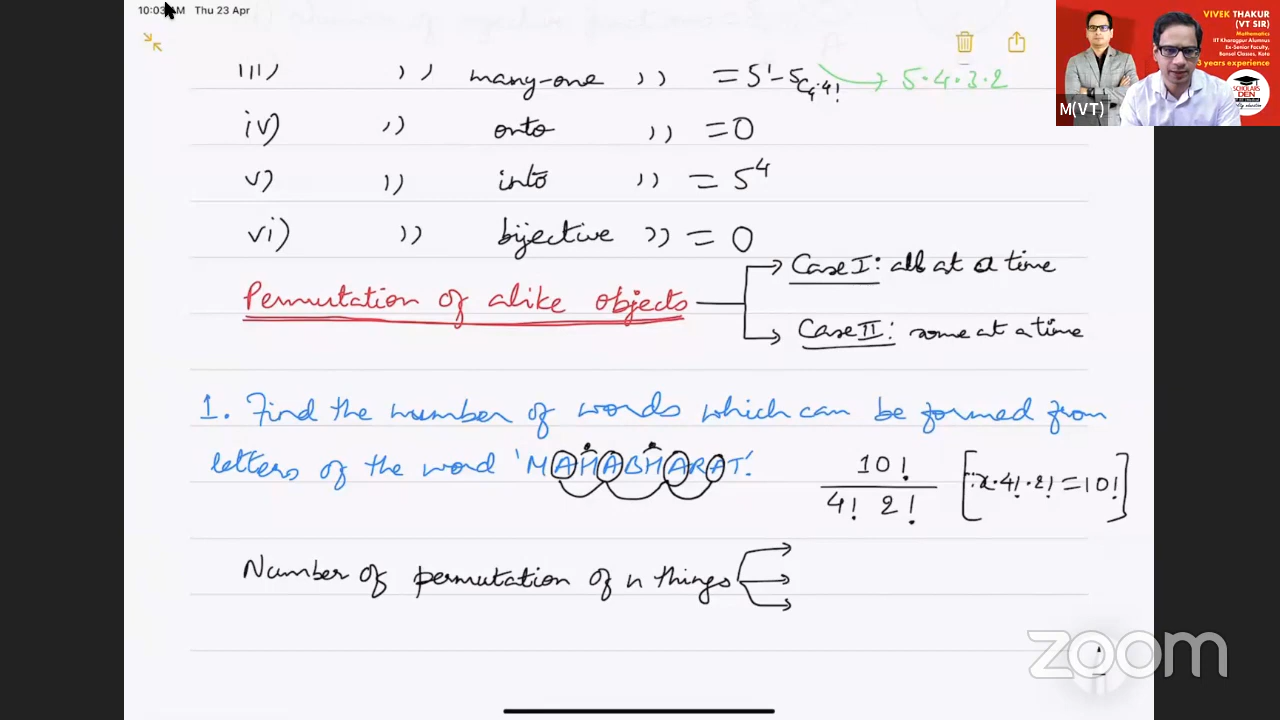 10:03 AM Thu 23 Apr
VIVEK THAKUR
(VT SIR)
Mathematics
IIT Kharagpur Alumnus
Ex-Senior Faculty,
Bansal Classes, Kota
3 years experience
SCHOLARS
DEN
M(VT)
iii) ,, many-one ,, = 5⁴ - ⁵C₄·4! → 5·4·3·2
iv) ,, onto ,, = 0
v) ,, into ,, = 5⁴
vi) ,, bijective ,, = 0
Permutation of alike objects
Case I: all at a time
Case II: some at a time
1. Find the number of words which can be formed from
letters of the word 'MAHABHARAT'.
10! / 4! 2! [∵ x·4!·2! = 10!]
Number of permutation of n things
zoom